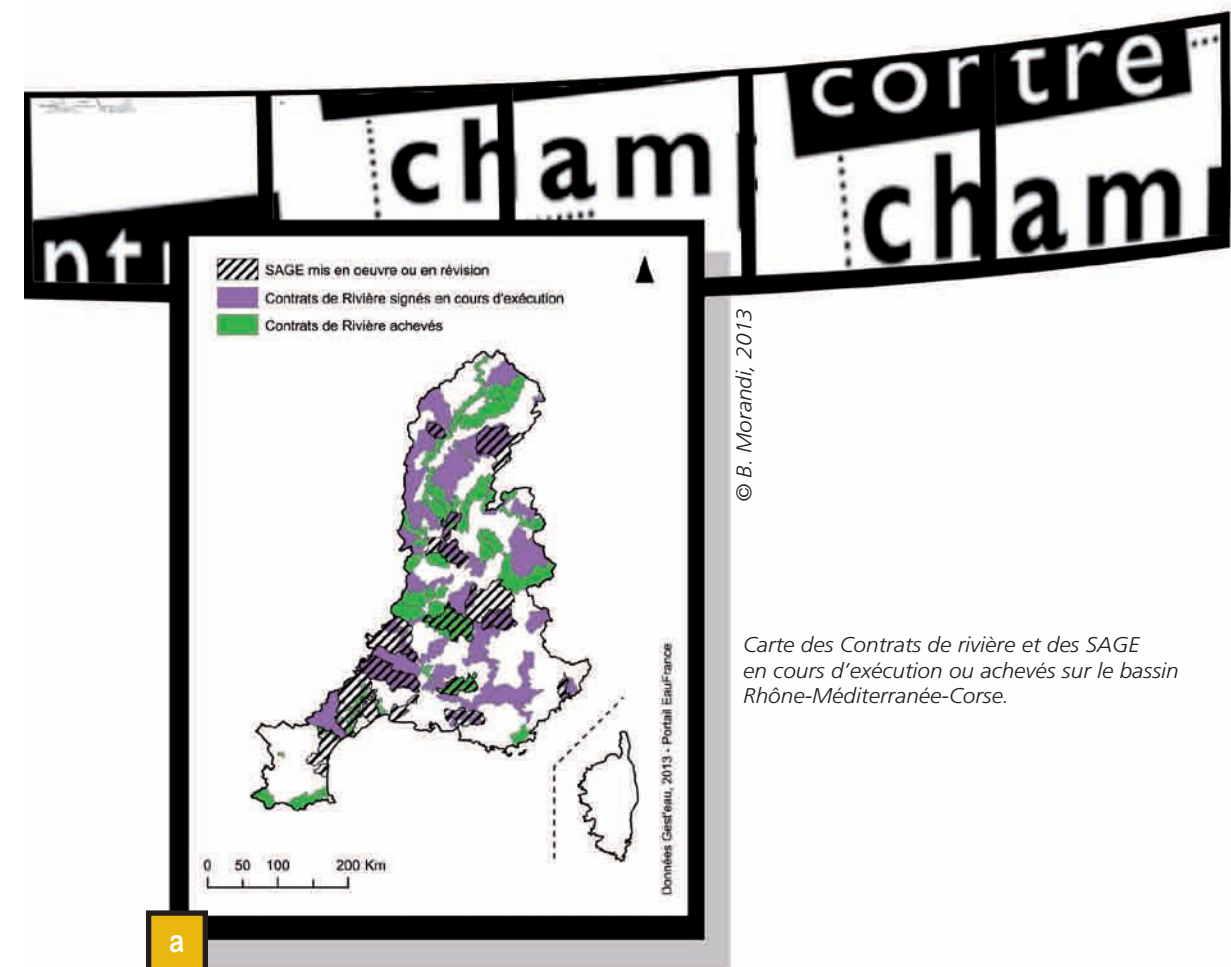 cortre
cham
cham
nt
SAGE mis en oeuvre ou en révision
Contrats de Rivière signés en cours d'exécution
Contrats de Rivière achevés
© B. Morandi, 2013
Carte des Contrats de rivière et des SAGE
en cours d'exécution ou achevés sur le bassin
Rhône-Méditerranée-Corse.
Données Gest'eau, 2013 - Portail EauFrance
0 50 100 200 Km
a